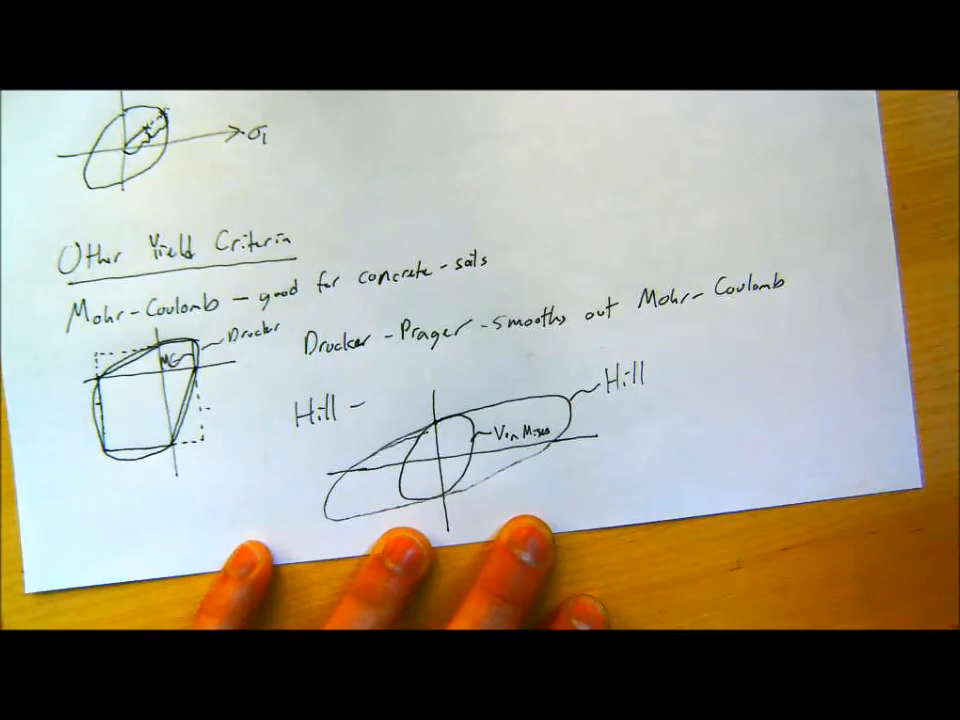 σ1
Other Yield Criteria
Mohr-Coulomb - good for concrete - soils
Drucker
MC
Drucker-Prager - smooths out Mohr-Coulomb
Hill -
Hill
Von Mises